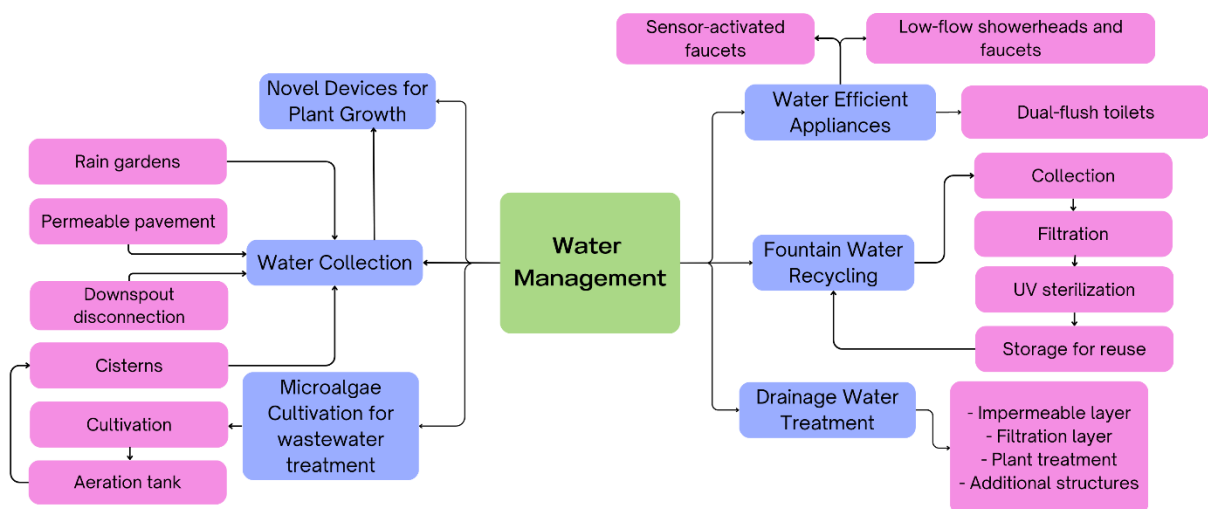 Sensor-activated
faucets
Low-flow showerheads and
faucets
Novel Devices for
Plant Growth
Water Efficient
Appliances
Dual-flush toilets
Rain gardens
Collection
Permeable pavement
Filtration
Water Collection
Water
Management
Fountain Water
Recycling
Downspout
disconnection
UV sterilization
Cisterns
Storage for reuse
Microalgae
Cultivation for
wastewater
treatment
Drainage Water
Treatment
Cultivation
Aeration tank
- Impermeable layer
- Filtration layer
- Plant treatment
- Additional structures